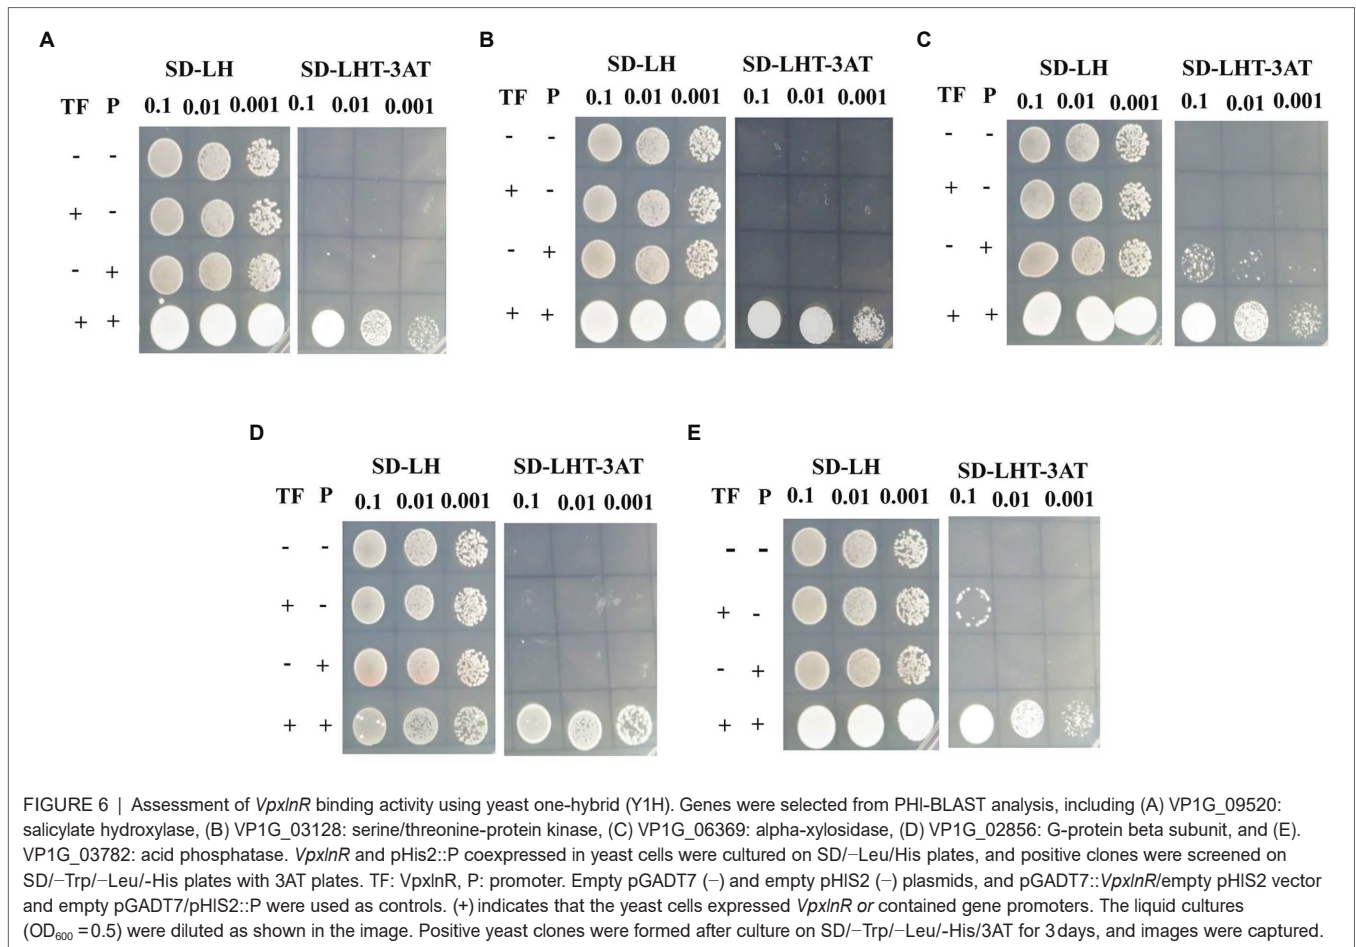 A
SD-LH SD-LHT-3AT
TF P 0.1 0.01 0.001 0.1 0.01 0.001
- -
+ -
- +
+ +
B
SD-LH SD-LHT-3AT
TF P 0.1 0.01 0.001 0.1 0.01 0.001
- -
+ -
- +
+ +
C
SD-LH SD-LHT-3AT
TF P 0.1 0.01 0.001 0.1 0.01 0.001
- -
+ -
- +
+ +
D
SD-LH SD-LHT-3AT
TF P 0.1 0.01 0.001 0.1 0.01 0.001
- -
+ -
- +
+ +
E
SD-LH SD-LHT-3AT
TF P 0.1 0.01 0.001 0.1 0.01 0.001
- -
+ -
- +
+ +
FIGURE 6 | Assessment of VpxlnR binding activity using yeast one-hybrid (Y1H). Genes were selected from PHI-BLAST analysis, including (A) VP1G_09520:
salicylate hydroxylase, (B) VP1G_03128: serine/threonine-protein kinase, (C) VP1G_06369: alpha-xylosidase, (D) VP1G_02856: G-protein beta subunit, and (E).
VP1G_03782: acid phosphatase. VpxlnR and pHis2::P coexpressed in yeast cells were cultured on SD/−Leu/His plates, and positive clones were screened on
SD/−Trp/−Leu/-His plates with 3AT plates. TF: VpxlnR, P: promoter. Empty pGADT7 (−) and empty pHIS2 (−) plasmids, and pGADT7::VpxlnR/empty pHIS2 vector
and empty pGADT7/pHIS2::P were used as controls. (+) indicates that the yeast cells expressed VpxlnR or contained gene promoters. The liquid cultures
(OD600 = 0.5) were diluted as shown in the image. Positive yeast clones were formed after culture on SD/−Trp/−Leu/-His/3AT for 3 days, and images were captured.